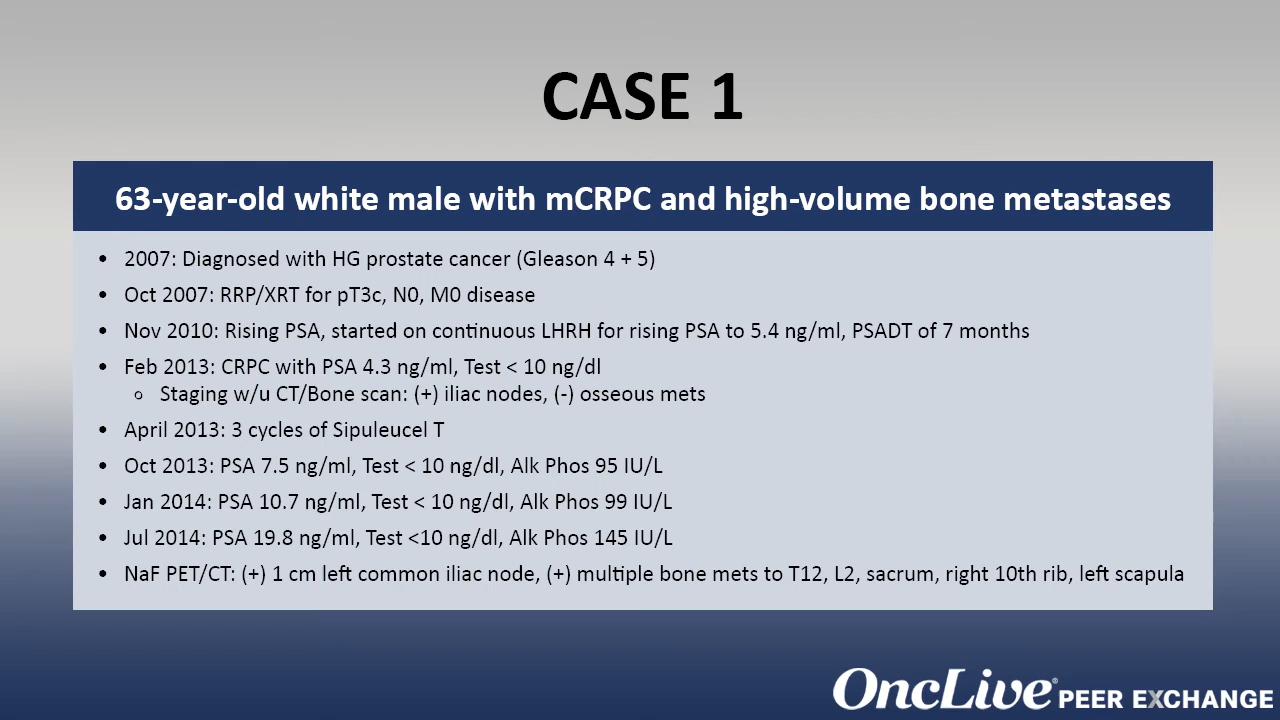 CASE 1
63-year-old white male with mCRPC and high-volume bone metastases
• 2007: Diagnosed with HG prostate cancer (Gleason 4 + 5)
• Oct 2007: RRP/XRT for pT3c, N0, M0 disease
• Nov 2010: Rising PSA, started on continuous LHRH for rising PSA to 5.4 ng/ml, PSADT of 7 months
• Feb 2013: CRPC with PSA 4.3 ng/ml, Test < 10 ng/dl
○ Staging w/u CT/Bone scan: (+) iliac nodes, (-) osseous mets
• April 2013: 3 cycles of Sipuleucel T
• Oct 2013: PSA 7.5 ng/ml, Test < 10 ng/dl, Alk Phos 95 IU/L
• Jan 2014: PSA 10.7 ng/ml, Test < 10 ng/dl, Alk Phos 99 IU/L
• Jul 2014: PSA 19.8 ng/ml, Test <10 ng/dl, Alk Phos 145 IU/L
• NaF PET/CT: (+) 1 cm left common iliac node, (+) multiple bone mets to T12, L2, sacrum, right 10th rib, left scapula
OncLive® PEER EXCHANGE